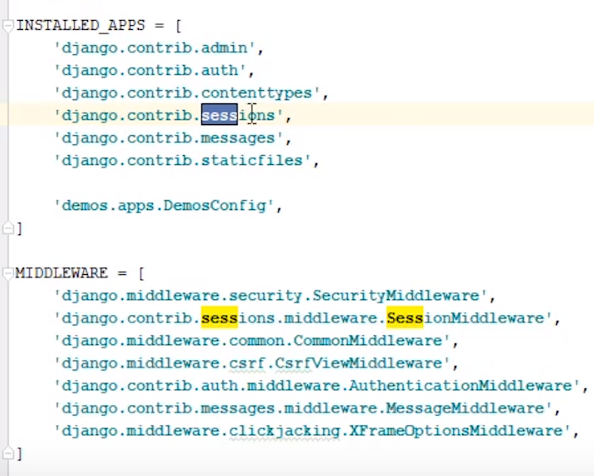 INSTALLED_APPS = [
'django.contrib.admin',
'django.contrib.auth',
'django.contrib.contenttypes',
'django.contrib.sessions',
'django.contrib.messages',
'django.contrib.staticfiles',
'demos.apps.DemosConfig',
]
MIDDLEWARE = [
'django.middleware.security.SecurityMiddleware',
'django.contrib.sessions.middleware.SessionMiddleware',
'django.middleware.common.CommonMiddleware',
'django.middleware.csrf.CsrfViewMiddleware',
'django.contrib.auth.middleware.AuthenticationMiddleware',
'django.contrib.messages.middleware.MessageMiddleware',
'django.middleware.clickjacking.XFrameOptionsMiddleware',
]